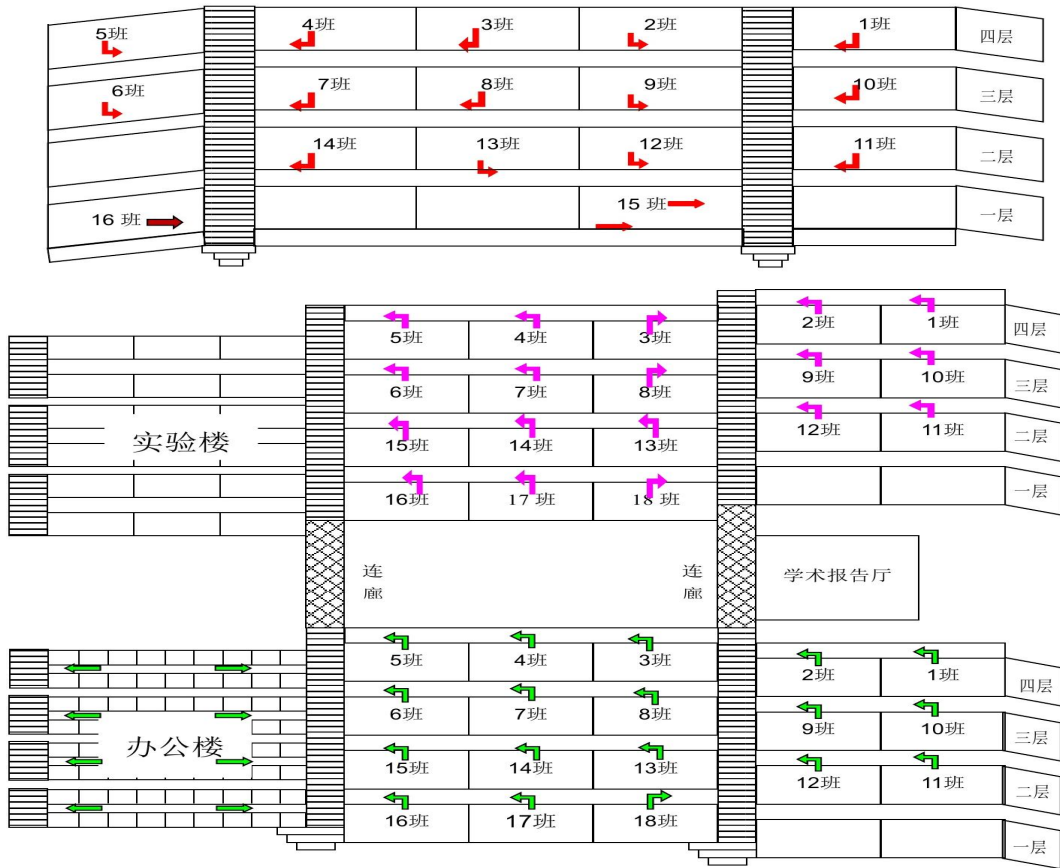 5班 4班 3班 2班 1班 四层
6班 7班 8班 9班 10班 三层
14班 13班 12班 11班 二层
16 班 15 班 一层
5班 4班 3班 2班 1班 四层
6班 7班 8班 9班 10班 三层
实验楼 15班 14班 13班 12班 11班 二层
16班 17 班 18 班 一层
连廊 连廊 学术报告厅
5班 4班 3班 2班 1班 四层
6班 7班 8班 9班 10班 三层
办公楼 15班 14班 13班 12班 11班 二层
16班 17班 18班 一层